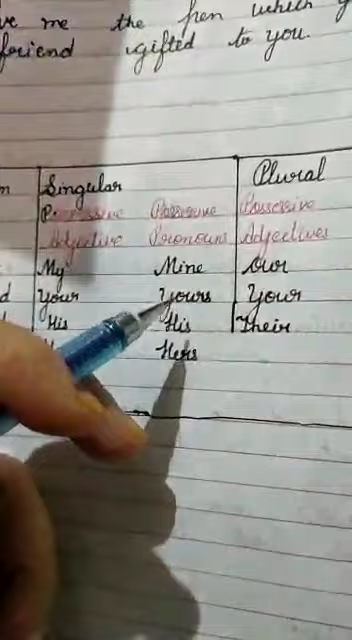 me the pen which
friend gifted to you.
Singular Plural
Possessive Possessive Possessive
Adjective Pronouns Adjectives
My Mine Our
Your Yours Your
His His Their
Hers